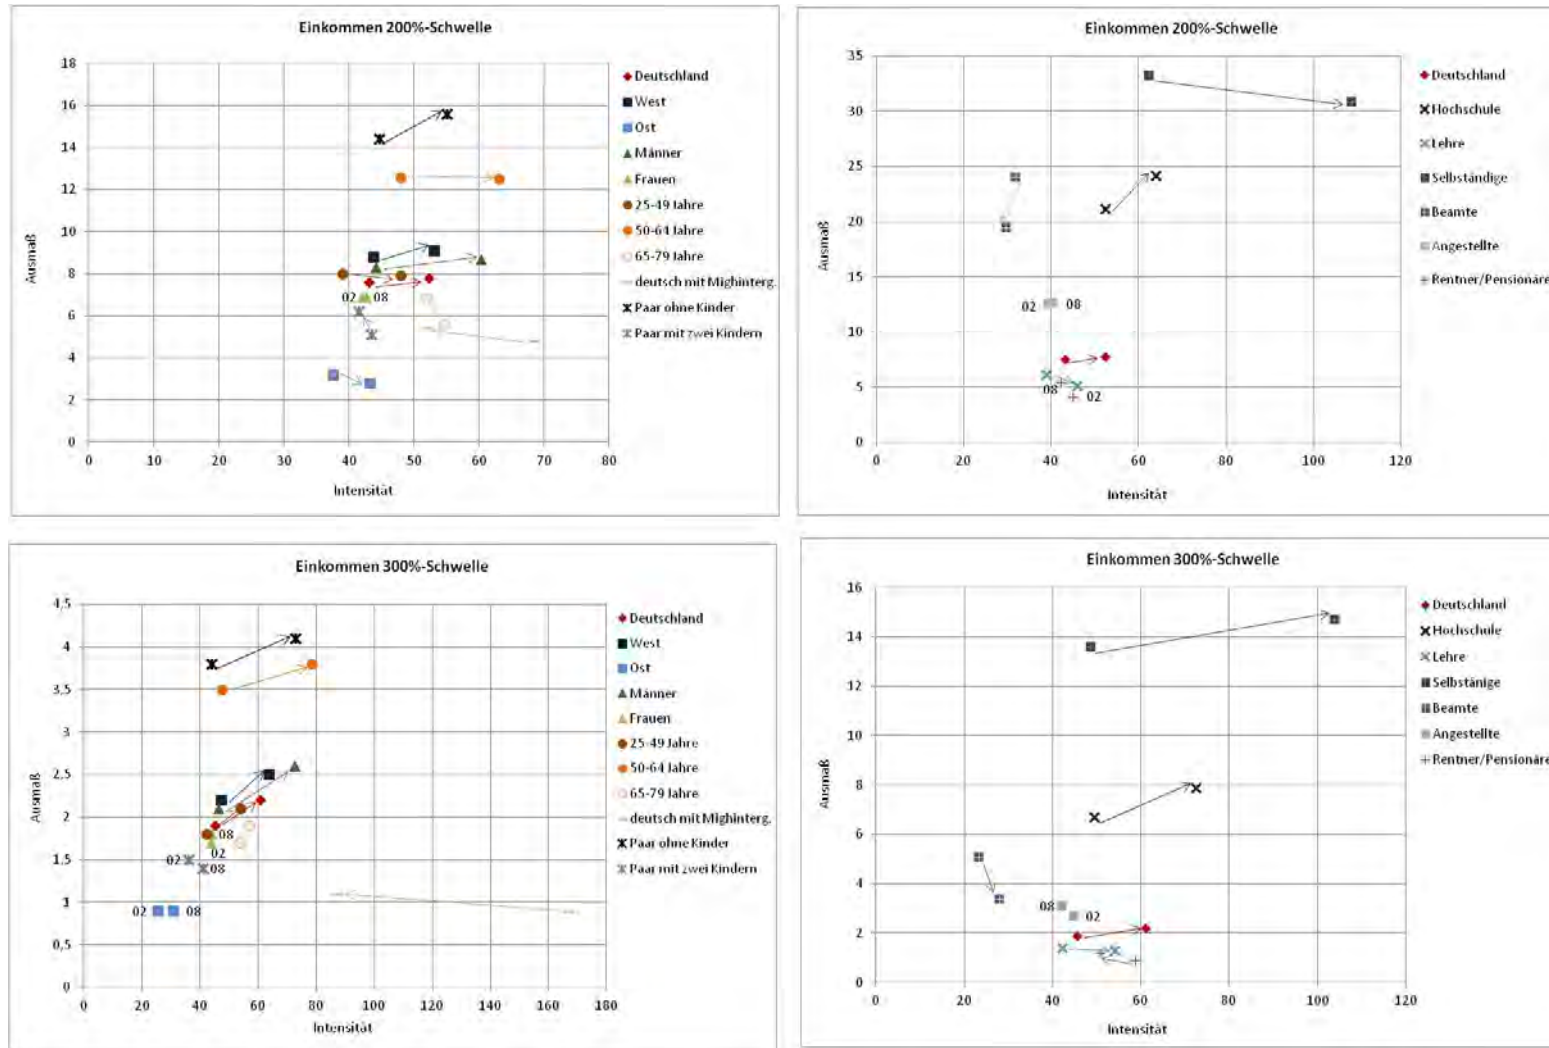 Einkommen 200%-Schwelle
Ausmaß
18
16
14
12
10
8
6
4
2
0
02
08
0
10
20
30
40
50
60
70
80
Intensität
Deutschland
West
Ost
Männer
Frauen
25-49 Jahre
50-64 Jahre
65-79 Jahre
deutsch mit Mighinterg.
Paar ohne Kinder
Paar mit zwei Kindern
Einkommen 200%-Schwelle
Ausmaß
35
30
25
20
15
10
5
0
02
08
08
02
0
20
40
60
80
100
120
Intensität
Deutschland
Hochschule
Lehre
Selbständige
Beamte
Angestellte
Rentner/Pensionäre
Einkommen 300%-Schwelle
Ausmaß
4,5
4
3,5
3
2,5
2
1,5
1
0,5
0
08
02
02
08
02
08
0
20
40
60
80
100
120
140
160
180
Intensität
Deutschland
West
Ost
Männer
Frauen
25-49 Jahre
50-64 Jahre
65-79 Jahre
deutsch mit Mighinterg.
Paar ohne Kinder
Paar mit zwei Kindern
Einkommen 300%-Schwelle
Ausmaß
16
14
12
10
8
6
4
2
0
08
02
0
20
40
60
80
100
120
Intensität
Deutschland
Hochschule
Lehre
Selbstänige
Beamte
Angestellte
Rentner/Pensionäre